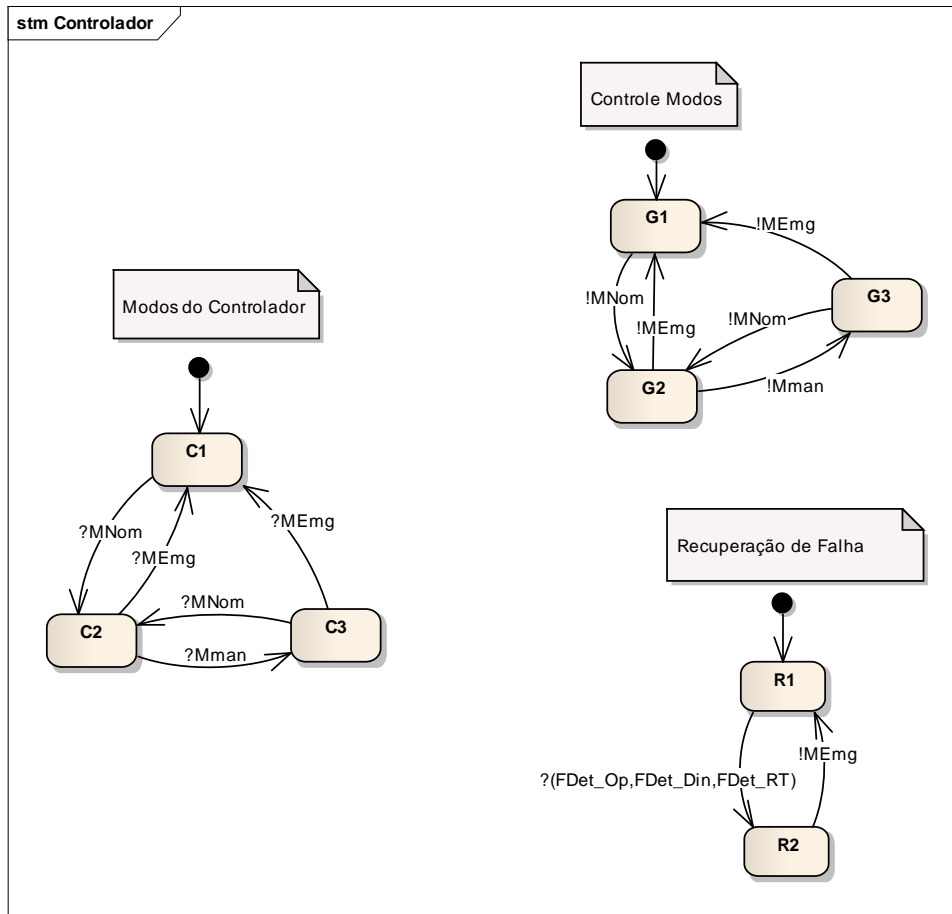 stm Controlador
Controle Modos
G1
!MEmg
G3
!MNom
!MNom
!MEmg
G2
!Mman
Modos do Controlador
C1
?MNom
?MEmg
?MEmg
?MNom
C2
C3
?Mman
Recuperação de Falha
R1
!MEmg
?(FDet_Op,FDet_Din,FDet_RT)
R2